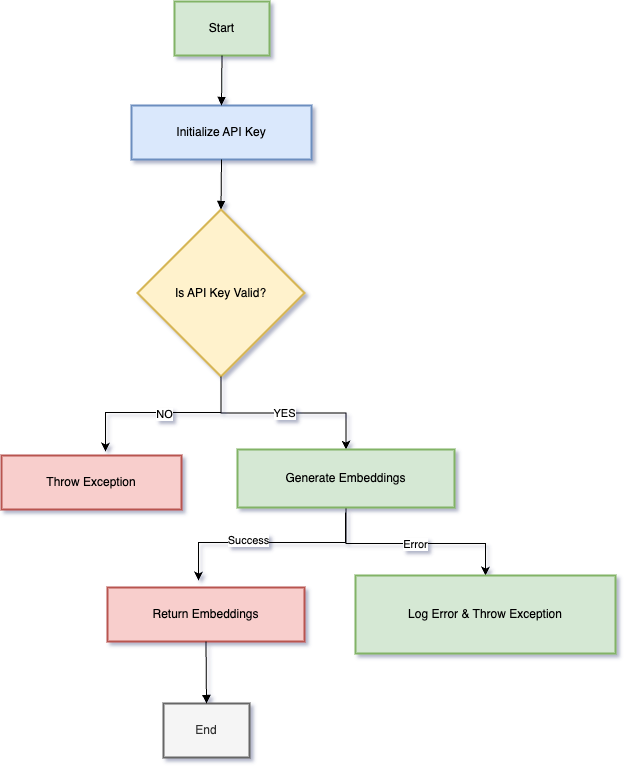 Start
Initialize API Key
Is API Key Valid?
NO
YES
Throw Exception
Generate Embeddings
Success
Error
Return Embeddings
Log Error & Throw Exception
End